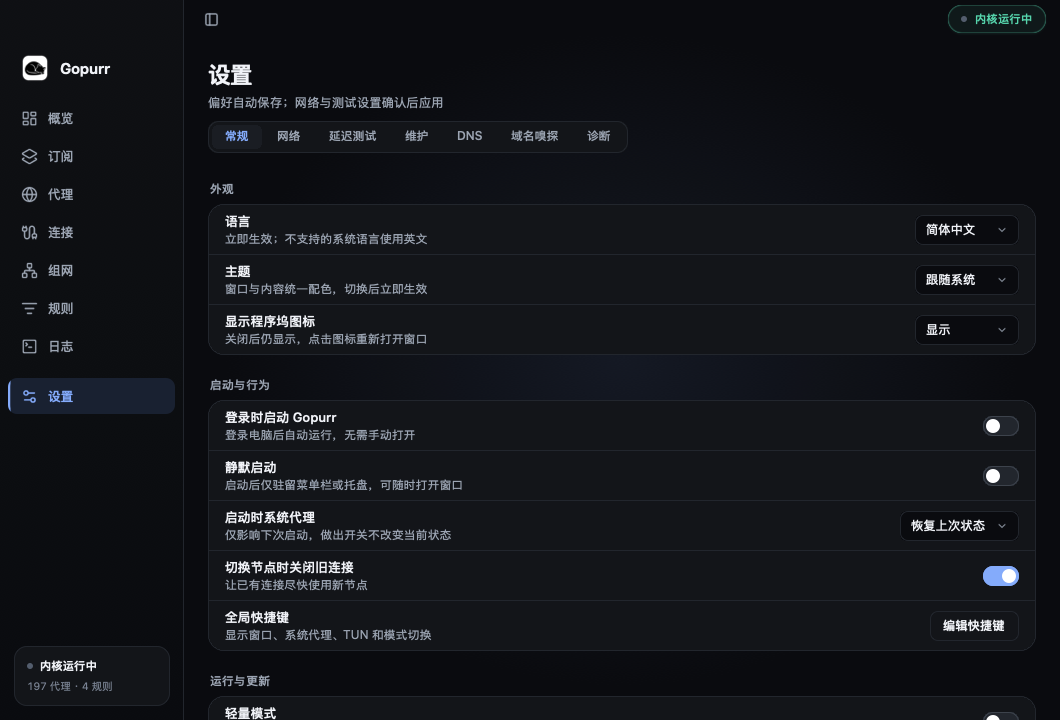 内核运行中
Gopurr
概览
订阅
代理
连接
组网
规则
日志
设置
内核运行中
197 代理 · 4 规则
设置
偏好自动保存；网络与测试设置确认后应用
常规 网络 延迟测试 维护 DNS 域名嗅探 诊断
外观
语言
立即生效；不支持的系统语言使用英文
简体中文
主题
窗口与内容统一配色，切换后立即生效
跟随系统
显示程序坞图标
关闭后仍显示，点击图标重新打开窗口
显示
启动与行为
登录时启动 Gopurr
登录电脑后自动运行，无需手动打开
静默启动
启动后仅驻留菜单栏或托盘，可随时打开窗口
启动时系统代理
仅影响下次启动，做出开关不改变当前状态
恢复上次状态
切换节点时关闭旧连接
让已有连接尽快使用新节点
全局快捷键
显示窗口、系统代理、TUN 和模式切换
编辑快捷键
运行与更新
轻量模式